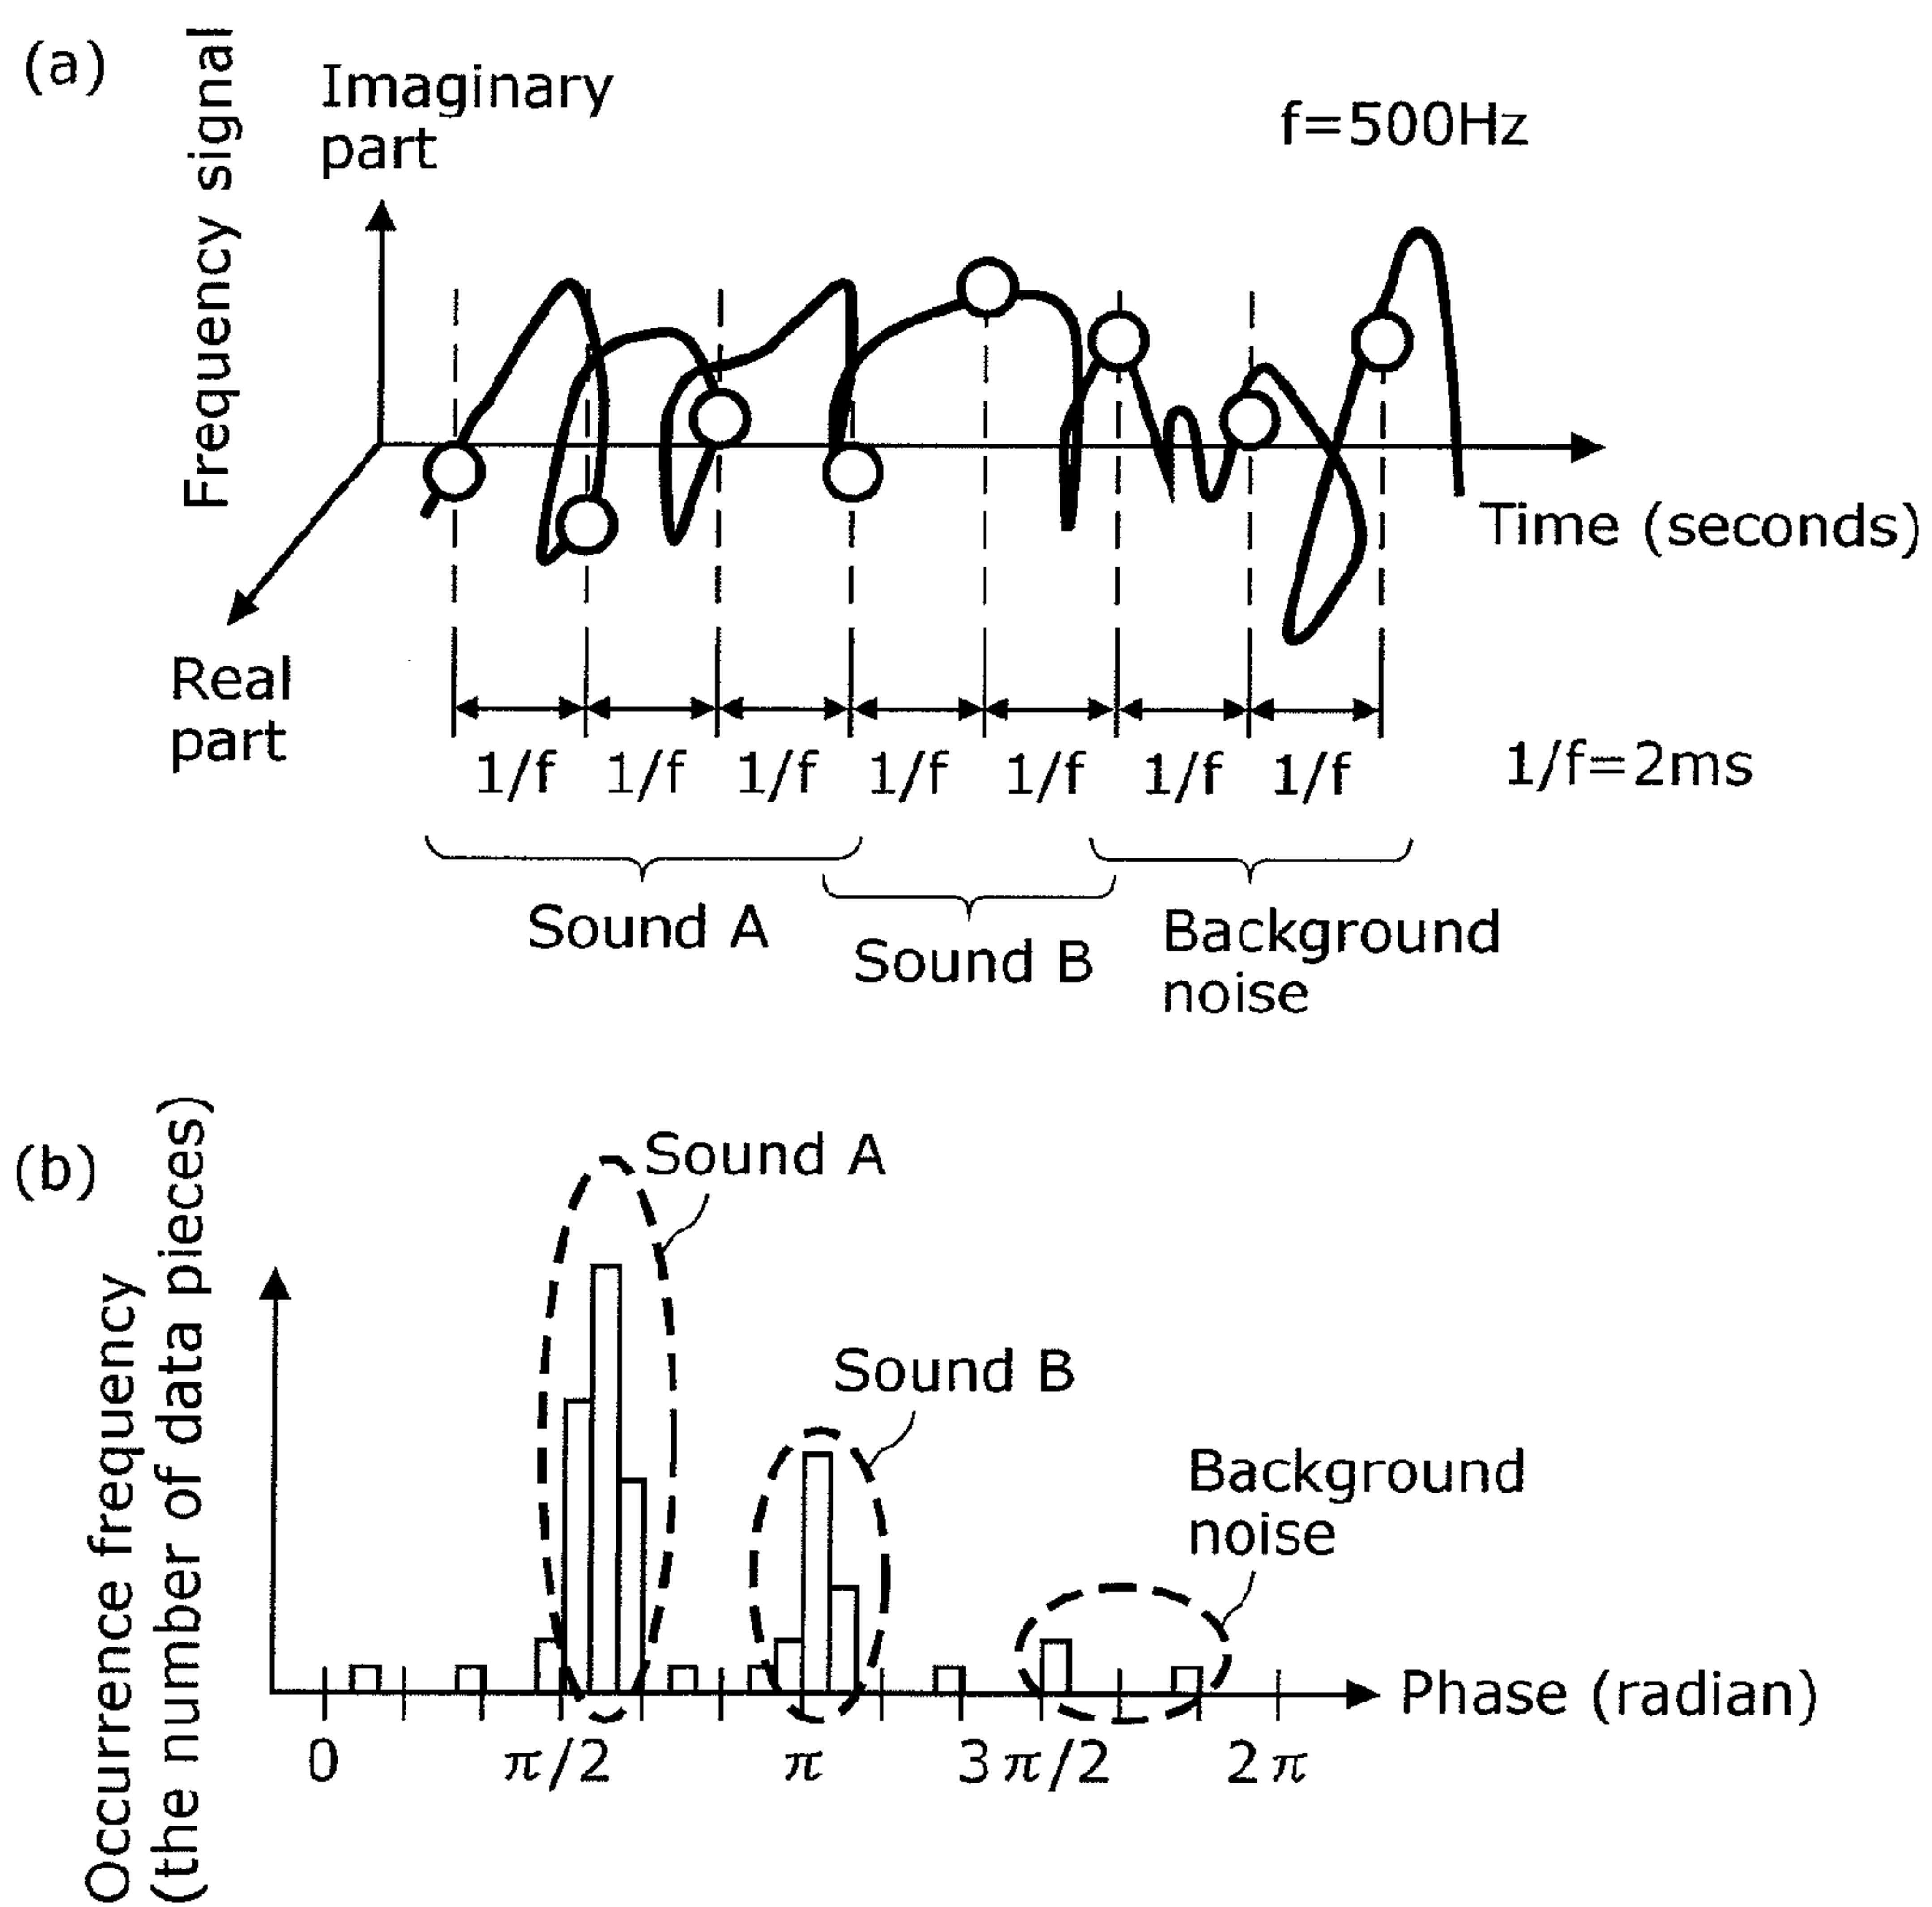 (a)
Frequency signal
Imaginary
part
f=500Hz
Time (seconds)
Real
part
1/f 1/f 1/f 1/f 1/f 1/f 1/f 1/f=2ms
Sound A
Sound B
Background
noise
(b)
Occurrence frequency
(the number of data pieces)
Sound A
Sound B
Background
noise
Phase (radian)
0 π/2 π 3π/2 2π